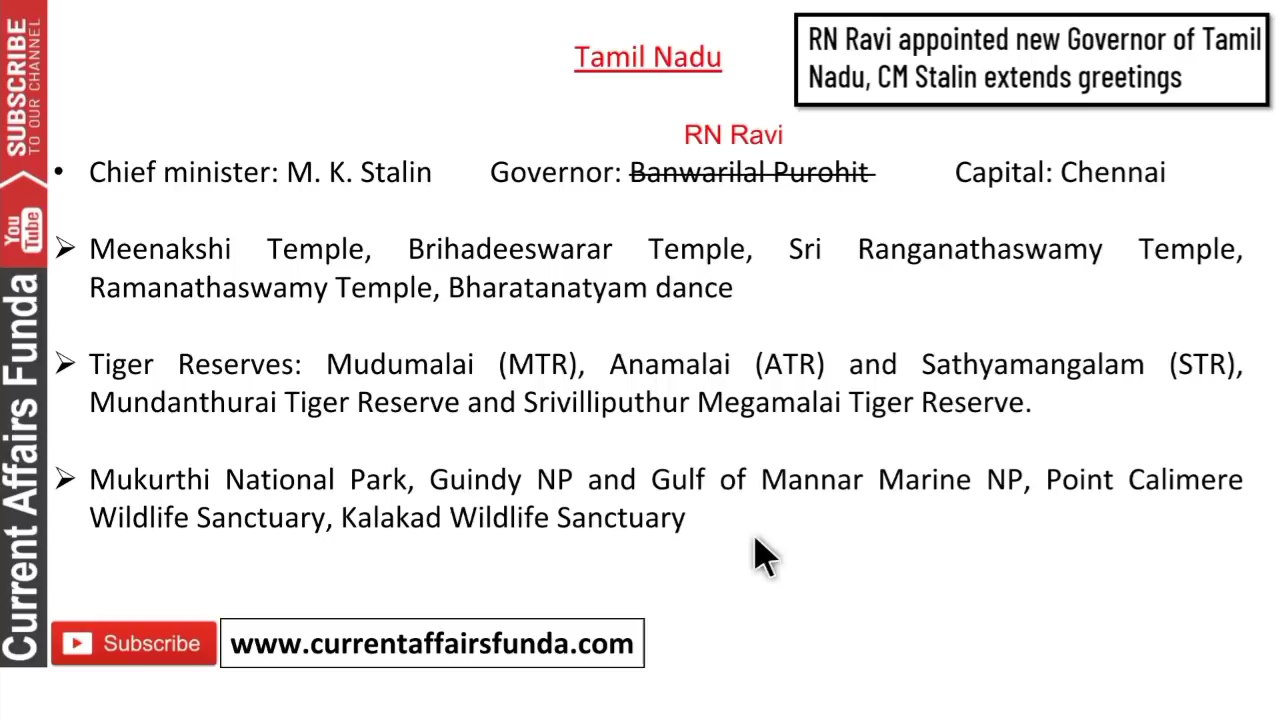 SUBSCRIBE
TO OUR CHANNEL
You
Tube
Current Affairs Funda
Tamil Nadu
RN Ravi appointed new Governor of Tamil
Nadu, CM Stalin extends greetings
RN Ravi
• Chief minister: M. K. Stalin Governor: Banwarilal Purohit Capital: Chennai
➢ Meenakshi Temple, Brihadeeswarar Temple, Sri Ranganathaswamy Temple,
Ramanathaswamy Temple, Bharatanatyam dance
➢ Tiger Reserves: Mudumalai (MTR), Anamalai (ATR) and Sathyamangalam (STR),
Mundanthurai Tiger Reserve and Srivilliputhur Megamalai Tiger Reserve.
➢ Mukurthi National Park, Guindy NP and Gulf of Mannar Marine NP, Point Calimere
Wildlife Sanctuary, Kalakad Wildlife Sanctuary
Subscribe
www.currentaffairsfunda.com